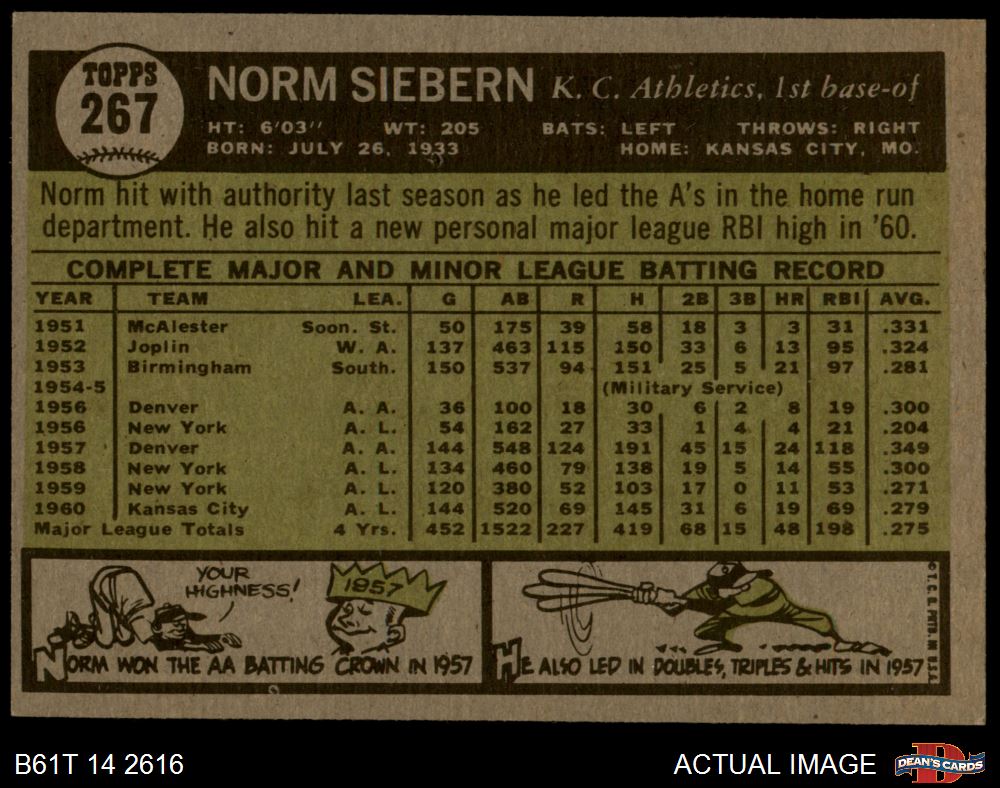 TOPPS
267
NORM SIEBERN K. C. Athletics, 1st base-of
HT: 6'03" WT: 205 BATS: LEFT THROWS: RIGHT
BORN: JULY 26, 1933 HOME: KANSAS CITY, MO.
Norm hit with authority last season as he led the A's in the home run
department. He also hit a new personal major league RBI high in '60.
COMPLETE MAJOR AND MINOR LEAGUE BATTING RECORD
YEAR TEAM LEA. G AB R H 2B 3B HR RBI AVG.
1951 McAlester Soon. St. 50 175 39 58 18 3 3 31 .331
1952 Joplin W. A. 137 463 115 150 33 6 13 95 .324
1953 Birmingham South. 150 537 94 151 25 5 21 97 .281
1954-5 (Military Service)
1956 Denver A. A. 36 100 18 30 6 2 8 19 .300
1956 New York A. L. 54 162 27 33 1 4 4 21 .204
1957 Denver A. A. 144 548 124 191 45 15 24 118 .349
1958 New York A. L. 134 460 79 138 19 5 14 55 .300
1959 New York A. L. 120 380 52 103 17 0 11 53 .271
1960 Kansas City A. L. 144 520 69 145 31 6 19 69 .279
Major League Totals 4 Yrs. 452 1522 227 419 68 15 48 198 .275
YOUR
HIGHNESS!
1957
NORM WON THE AA BATTING CROWN IN 1957
HE ALSO LED IN DOUBLES, TRIPLES & HITS IN 1957
© T. C. G. PRTD. IN U.S.A.
B61T 14 2616
ACTUAL IMAGE
DEAN'S CARDS